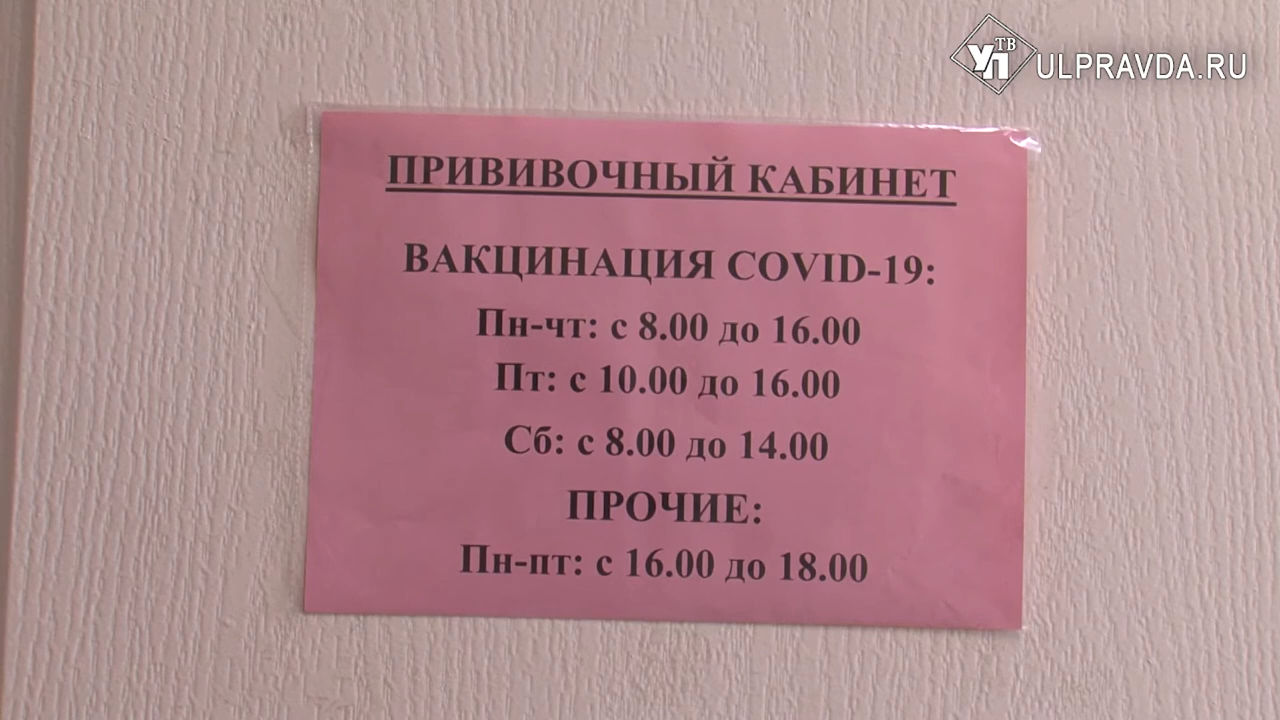 УП ТВ ULPRAVDA.RU
ПРИВИВОЧНЫЙ КАБИНЕТ
ВАКЦИНАЦИЯ COVID-19:
Пн-чт: с 8.00 до 16.00
Пт: с 10.00 до 16.00
Сб: с 8.00 до 14.00
ПРОЧИЕ:
Пн-пт: с 16.00 до 18.00